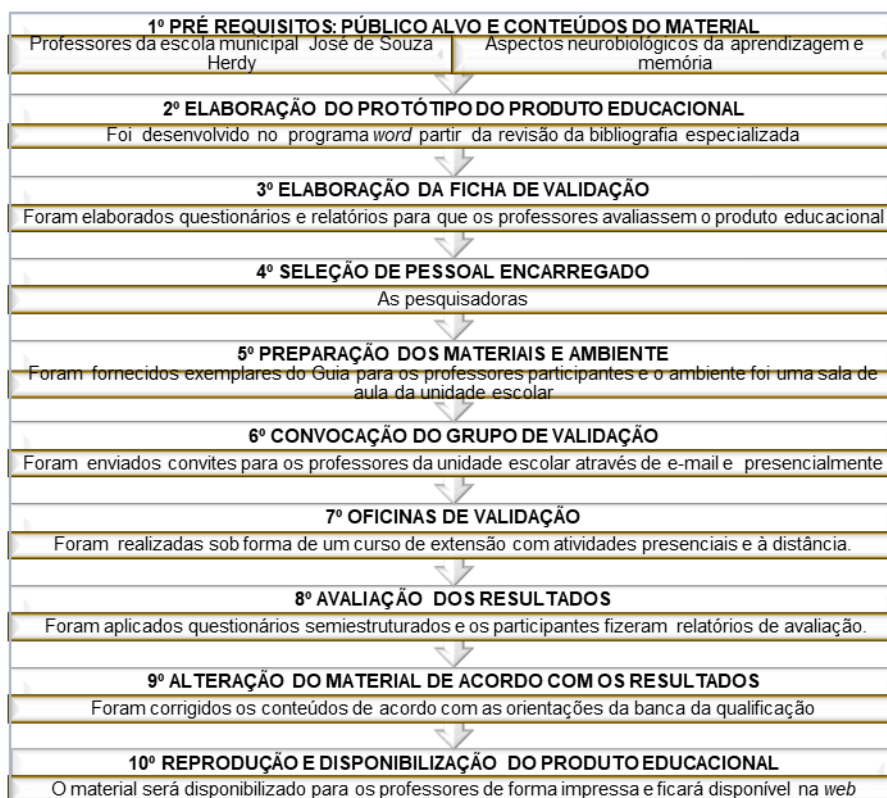 1º PRÉ REQUISITOS: PÚBLICO ALVO E CONTEÚDOS DO MATERIAL
Professores da escola municipal José de Souza
Herdy
Aspectos neurobiológicos da aprendizagem e
memória
2º ELABORAÇÃO DO PROTÓTIPO DO PRODUTO EDUCACIONAL
Foi desenvolvido no programa word partir da revisão da bibliografia especializada
3º ELABORAÇÃO DA FICHA DE VALIDAÇÃO
Foram elaborados questionários e relatórios para que os professores avaliassem o produto educacional
4º SELEÇÃO DE PESSOAL ENCARREGADO
As pesquisadoras
5º PREPARAÇÃO DOS MATERIAIS E AMBIENTE
Foram fornecidos exemplares do Guia para os professores participantes e o ambiente foi uma sala de
aula da unidade escolar
6º CONVOCAÇÃO DO GRUPO DE VALIDAÇÃO
Foram enviados convites para os professores da unidade escolar através de e-mail e presencialmente
7º OFICINAS DE VALIDAÇÃO
Foram realizadas sob forma de um curso de extensão com atividades presenciais e à distância.
8º AVALIAÇÃO DOS RESULTADOS
Foram aplicados questionários semiestruturados e os participantes fizeram relatórios de avaliação.
9º ALTERAÇÃO DO MATERIAL DE ACORDO COM OS RESULTADOS
Foram corrigidos os conteúdos de acordo com as orientações da banca da qualificação
10º REPRODUÇÃO E DISPONIBILIZAÇÃO DO PRODUTO EDUCACIONAL
O material será disponibilizado para os professores de forma impressa e ficará disponível na web